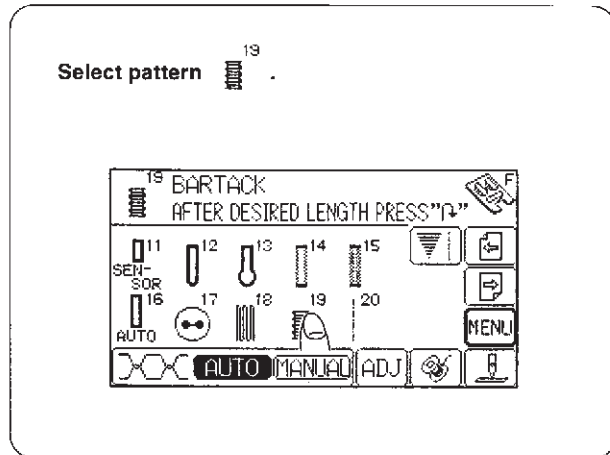 19
Select pattern .
19 BARTACK F
AFTER DESIRED LENGTH PRESS"↷"
11 12 13 14 15
SEN-
SOR
16 17 18 19 20
AUTO MENU
AUTO MANUAL ADJ